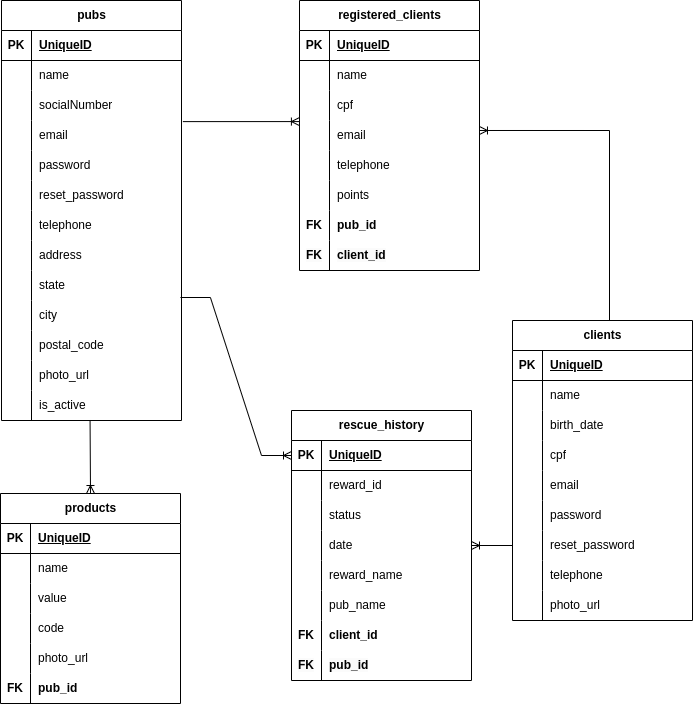 pubs
PK UniqueID
name
socialNumber
email
password
reset_password
telephone
address
state
city
postal_code
photo_url
is_active
registered_clients
PK UniqueID
name
cpf
email
telephone
points
FK pub_id
FK client_id
clients
PK UniqueID
name
birth_date
cpf
email
password
reset_password
telephone
photo_url
rescue_history
PK UniqueID
reward_id
status
date
reward_name
pub_name
FK client_id
FK pub_id
products
PK UniqueID
name
value
code
photo_url
FK pub_id